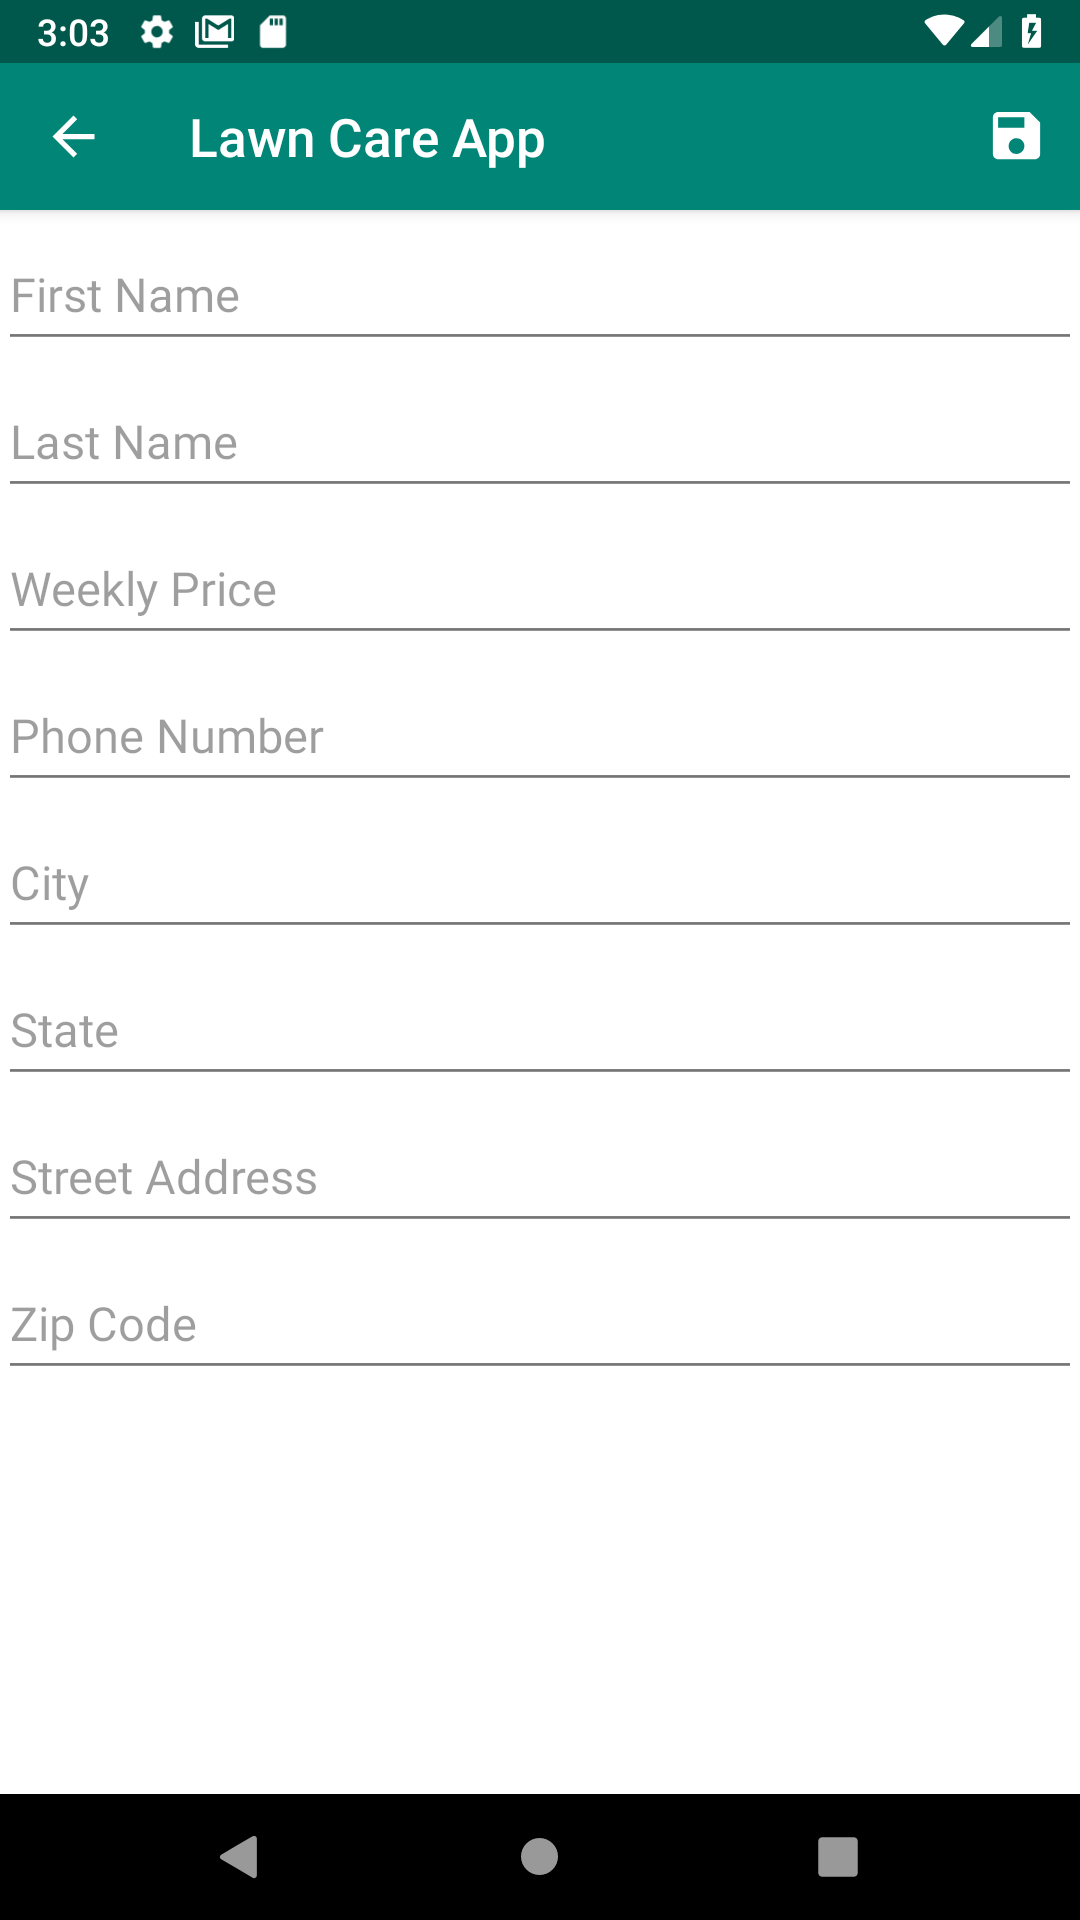 3:03
Lawn Care App
First Name
Last Name
Weekly Price
Phone Number
City
State
Street Address
Zip Code